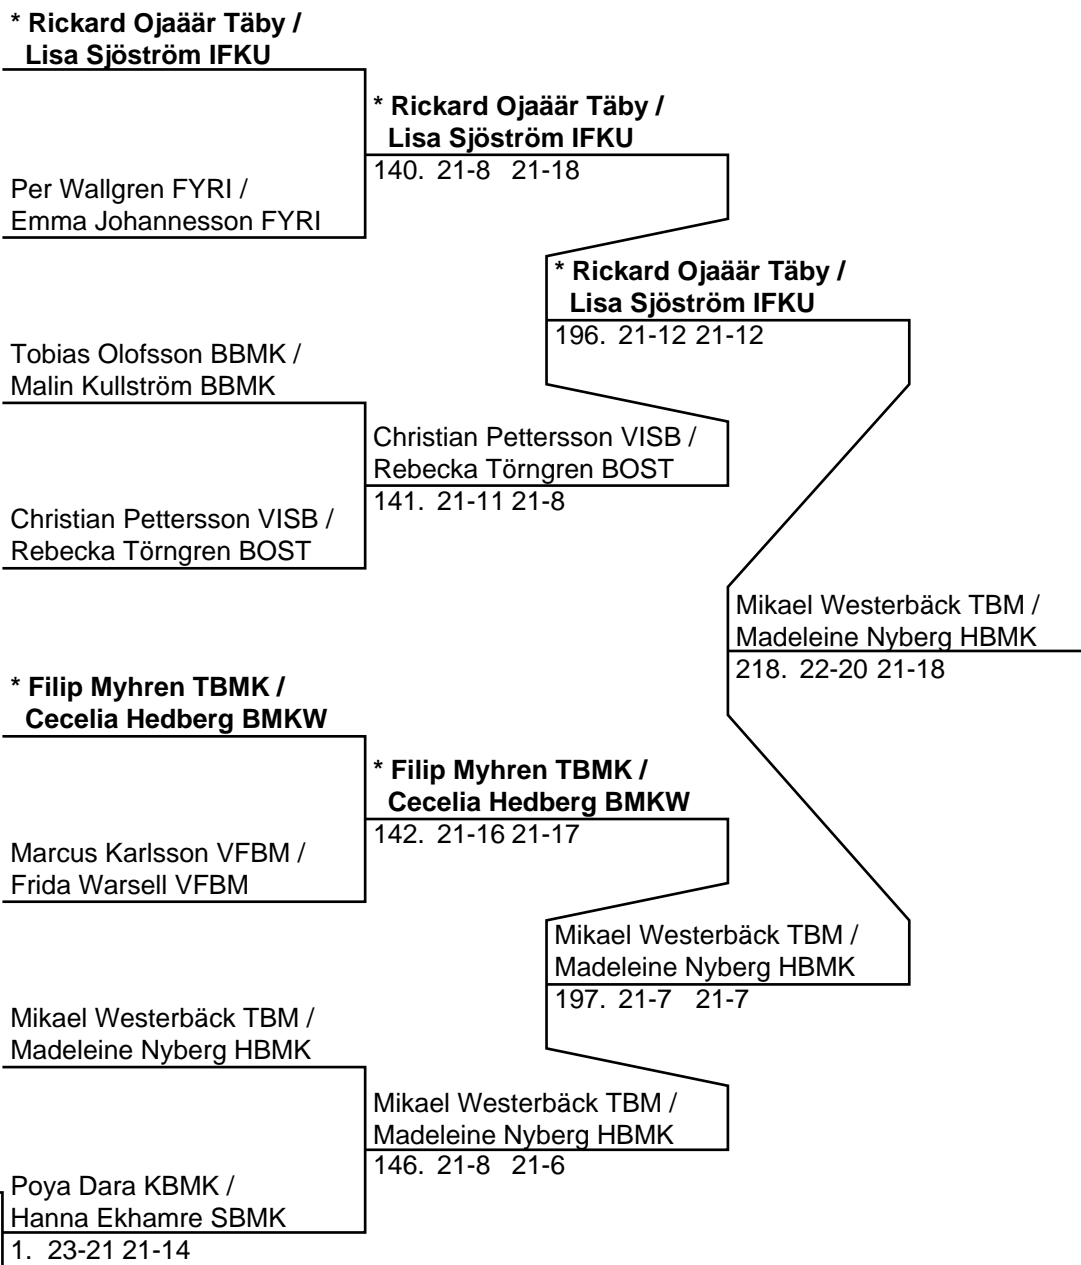 * Rickard Ojaäär Täby /
Lisa Sjöström IFKU
* Rickard Ojaäär Täby /
Lisa Sjöström IFKU
140. 21-8 21-18
Per Wallgren FYRI /
Emma Johannesson FYRI
* Rickard Ojaäär Täby /
Lisa Sjöström IFKU
196. 21-12 21-12
Tobias Olofsson BBMK /
Malin Kullström BBMK
Christian Pettersson VISB /
Rebecka Törngren BOST
141. 21-11 21-8
Christian Pettersson VISB /
Rebecka Törngren BOST
Mikael Westerbäck TBM /
Madeleine Nyberg HBMK
218. 22-20 21-18
* Filip Myhren TBMK /
Cecelia Hedberg BMKW
* Filip Myhren TBMK /
Cecelia Hedberg BMKW
142. 21-16 21-17
Marcus Karlsson VFBM /
Frida Warsell VFBM
Mikael Westerbäck TBM /
Madeleine Nyberg HBMK
197. 21-7 21-7
Mikael Westerbäck TBM /
Madeleine Nyberg HBMK
Mikael Westerbäck TBM /
Madeleine Nyberg HBMK
146. 21-8 21-6
Poya Dara KBMK /
Hanna Ekhamre SBMK
1. 23-21 21-14